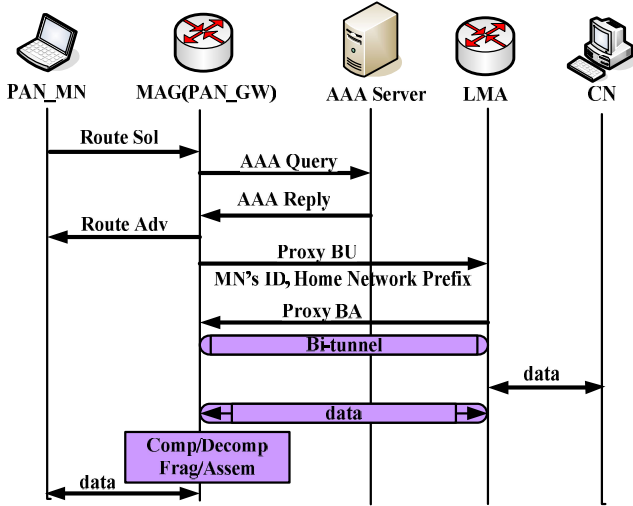 PAN_MN
MAG(PAN_GW)
AAA Server
LMA
CN
Route Sol
AAA Query
AAA Reply
Route Adv
Proxy BU
MN's ID, Home Network Prefix
Proxy BA
Bi-tunnel
data
data
Comp/Decomp
Frag/Assem
data